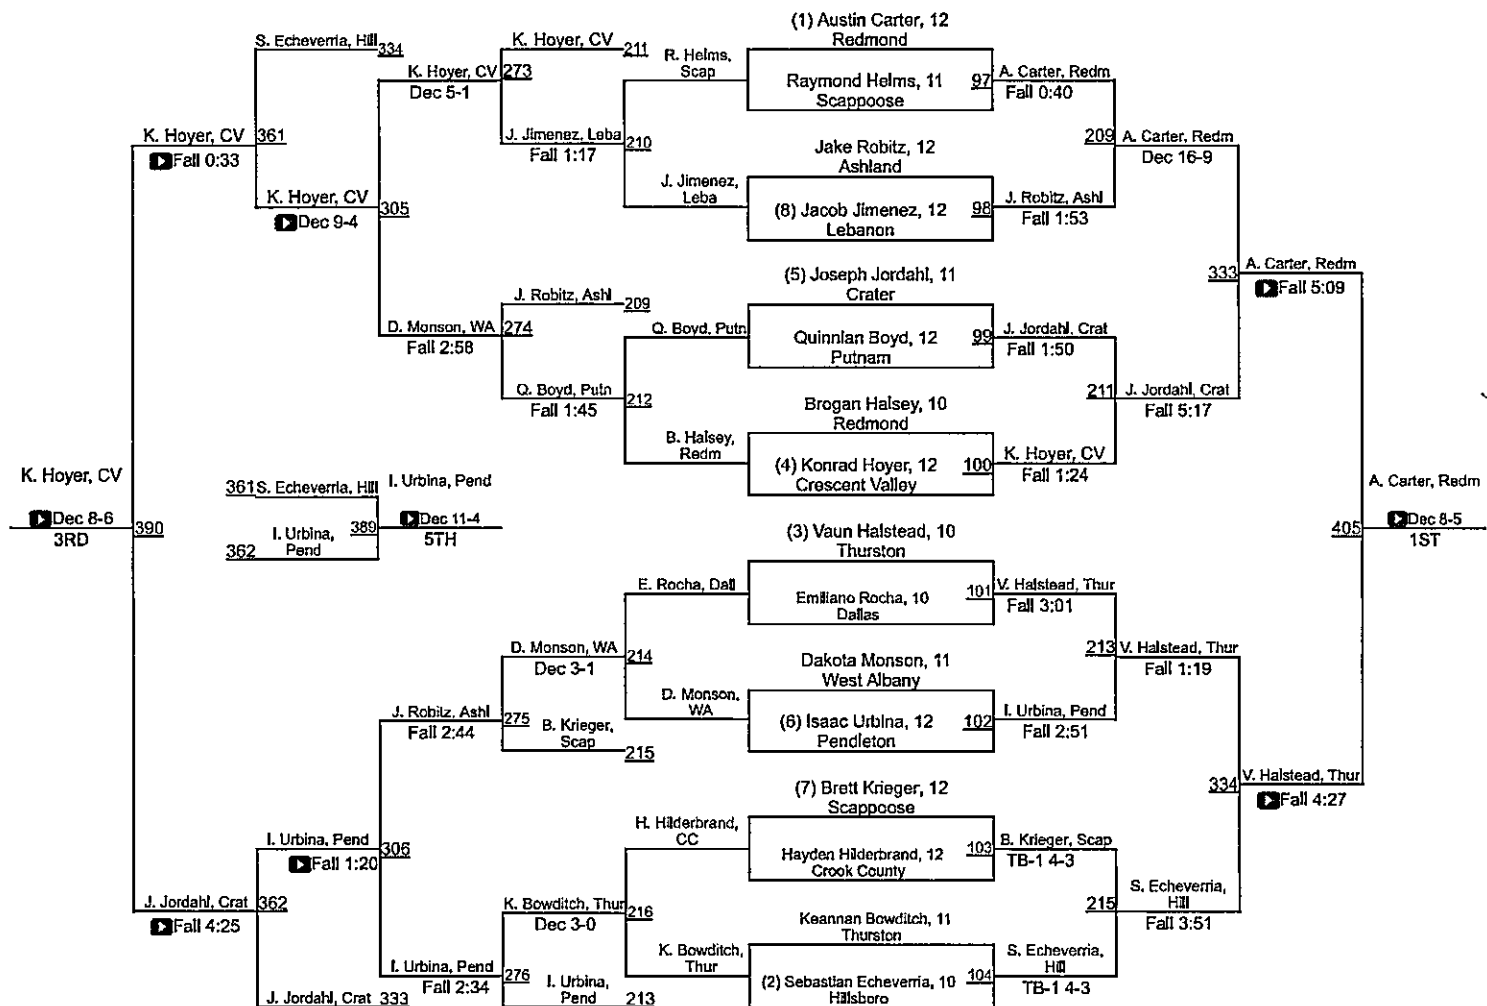 (1) Austin Carter, 12
Redmond
Raymond Helms, 11
Scappoose
97
Jake Robitz, 12
Ashland
(8) Jacob Jimenez, 12
Lebanon
98
(5) Joseph Jordahl, 11
Crater
Quinnlan Boyd, 12
Putnam
99
Brogan Halsey, 10
Redmond
(4) Konrad Hoyer, 12
Crescent Valley
100
(3) Vaun Halstead, 10
Thurston
Emiliano Rocha, 10
Dallas
101
Dakota Monson, 11
West Albany
(6) Isaac Urbina, 12
Pendleton
102
(7) Brett Krieger, 12
Scappoose
Hayden Hilderbrand, 12
Crook County
103
Keannan Bowditch, 11
Thurston
(2) Sebastian Echeverria, 10
Hillsboro
104
A. Carter, Redm
Fall 0:40
209
J. Robitz, Ashl
Fall 1:53
J. Jordahl, Crat
Fall 1:50
211
K. Hoyer, CV
Fall 1:24
V. Halstead, Thur
Fall 3:01
213
I. Urbina, Pend
Fall 2:51
B. Krieger, Scap
TB-1 4-3
215
S. Echeverria,
Hill
TB-1 4-3
A. Carter, Redm
Dec 16-9
333
J. Jordahl, Crat
Fall 5:17
V. Halstead, Thur
Fall 1:19
334
S. Echeverria,
Hill
Fall 3:51
A. Carter, Redm
Fall 5:09
405
V. Halstead, Thur
Fall 4:27
A. Carter, Redm
Dec 8-5
1ST
R. Helms,
Scap
210
J. Jimenez,
Leba
Q. Boyd, Putn
212
B. Halsey,
Redm
E. Rocha, Dall
214
D. Monson,
WA
H. Hilderbrand,
CC
216
K. Bowditch,
Thur
K. Hoyer, CV
211
273
J. Jimenez, Leba
Fall 1:17
J. Robitz, Ashl
209
274
Q. Boyd, Putn
Fall 1:45
D. Monson, WA
Dec 3-1
275
B. Krieger,
Scap
215
K. Bowditch, Thur
Dec 3-0
276
I. Urbina,
Pend
213
K. Hoyer, CV
Dec 5-1
305
D. Monson, WA
Fall 2:58
J. Robitz, Ashl
Fall 2:44
306
I. Urbina, Pend
Fall 2:34
S. Echeverria, Hill
334
361
K. Hoyer, CV
Dec 9-4
I. Urbina, Pend
Fall 1:20
362
J. Jordahl, Crat
333
K. Hoyer, CV
Fall 0:33
390
J. Jordahl, Crat
Fall 4:25
K. Hoyer, CV
Dec 8-6
3RD
361
S. Echeverria, Hill
389
362
I. Urbina,
Pend
I. Urbina, Pend
Dec 11-4
5TH